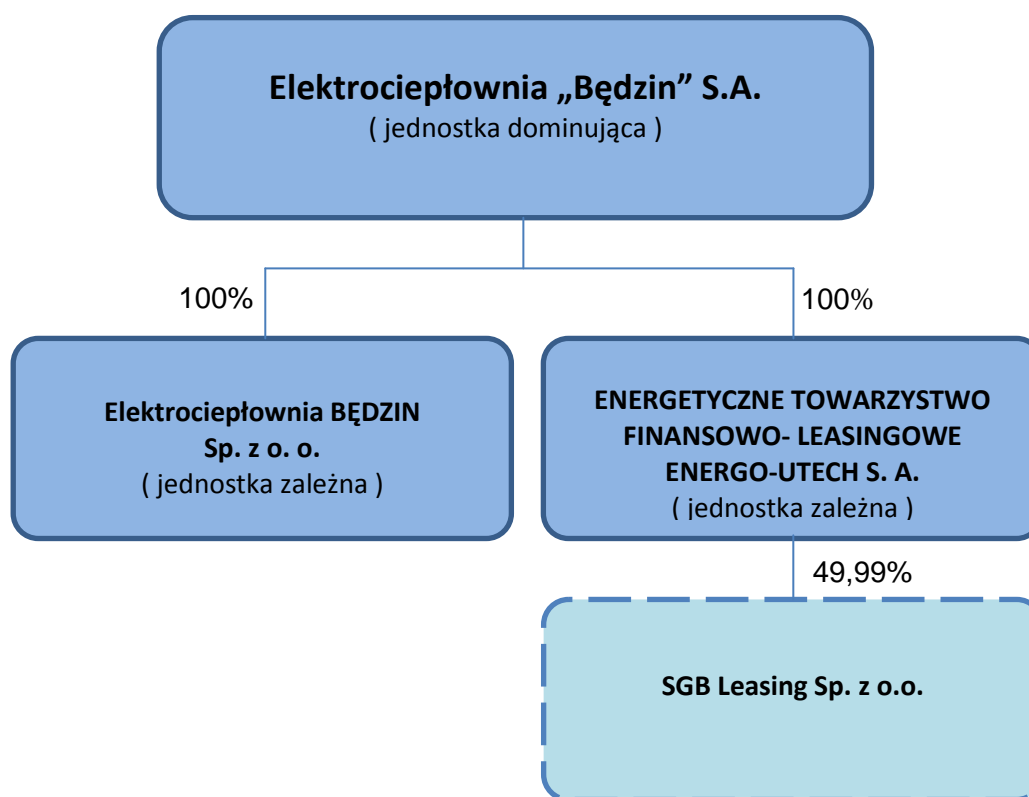 Elektrociepłownia „Będzin” S.A.
( jednostka dominująca )
100%
100%
Elektrociepłownia BĘDZIN
Sp. z o. o.
( jednostka zależna )
ENERGETYCZNE TOWARZYSTWO
FINANSOWO- LEASINGOWE
ENERGO-UTECH S. A.
( jednostka zależna )
49,99%
SGB Leasing Sp. z o.o.